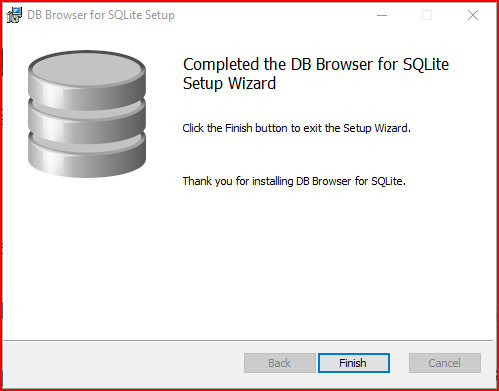 DB Browser for SQLite Setup
Completed the DB Browser for SQLite
Setup Wizard
Click the Finish button to exit the Setup Wizard.
Thank you for installing DB Browser for SQLite.
Back
Finish
Cancel